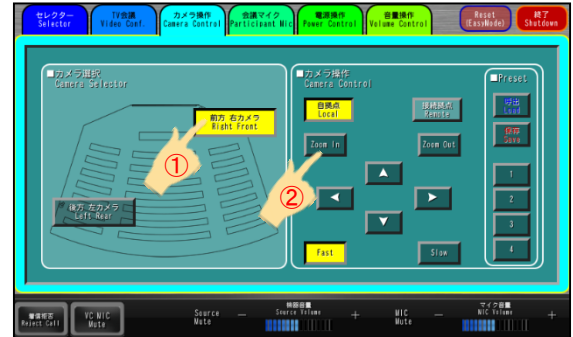 セレクター
Selector
TV会議
Video Conf.
カメラ操作
Camera Control
会議マイク
Participant Mic
電源操作
Power Control
音量操作
Volume Control
Reset
(EasyMode)
終了
Shutdown
■カメラ選択
Camera Selector
前方 右カメラ
Right Front
①
後方 左カメラ
Left Rear
■カメラ操作
Camera Control
自拠点
Local
接続拠点
Remote
Zoom In
Zoom Out
②
Fast
Slow
■Preset
呼出
Load
保存
Save
1
2
3
4
着信拒否
Reject Call
VC MIC
Mute
Source
Mute
－
Source Volume
＋
MIC
Mute
－
マイク音量
MIC Volume
＋